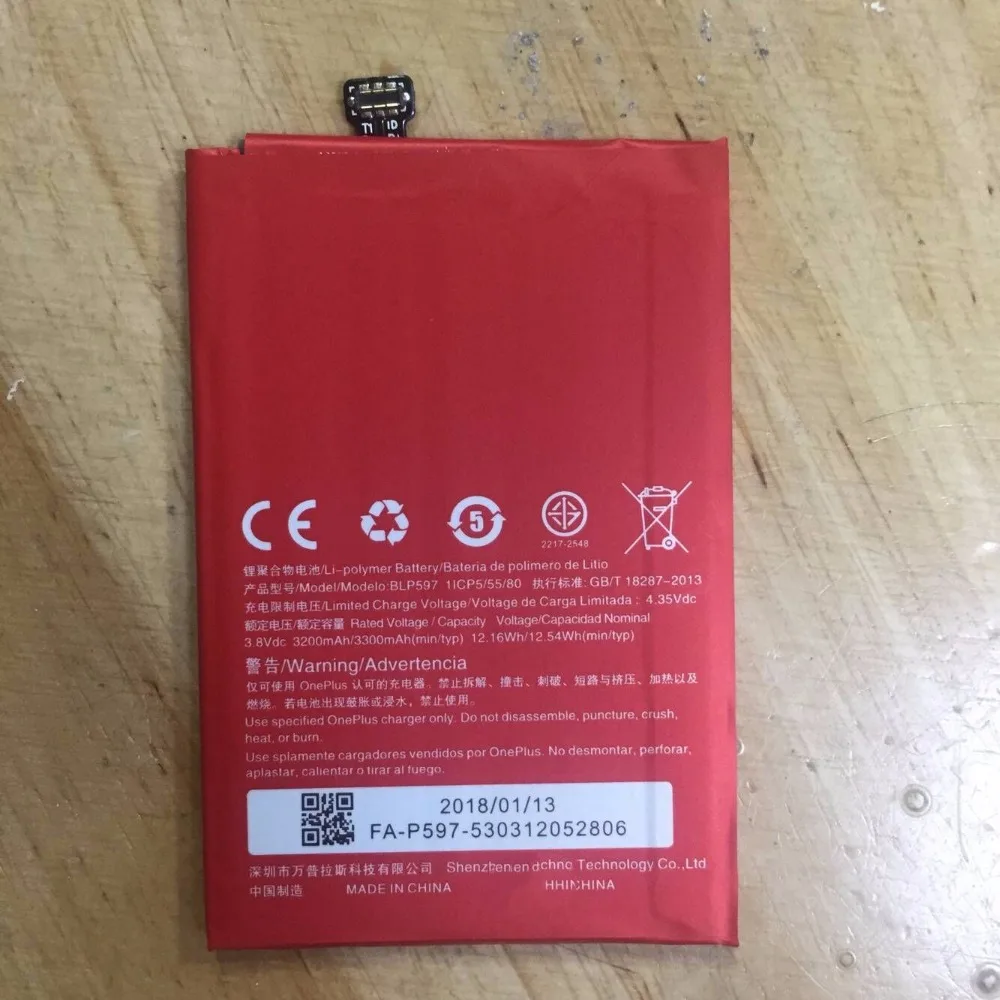 T1 ID
CE
5
2217-2548
锂聚合物电池/Li-polymer Battery/Bateria de polimero de Litio
产品型号/Model/Modelo:BLP597 1ICP5/55/80 执行标准: GB/T 18287-2013
充电限制电压/Limited Charge Voltage/Voltage de Carga Limitada : 4.35Vdc
额定电压/额定容量 Rated Voltage / Capacity Voltage/Capacidad Nominal
3.8Vdc 3200mAh/3300mAh(min/typ) 12.16Wh/12.54Wh(min/typ)
警告/Warning/Advertencia
仅可使用 OnePlus 认可的充电器。禁止拆解、撞击、刺破、短路与挤压、加热以及
燃烧。若电池出现鼓胀或浸水，禁止使用。
Use specified OnePlus charger only. Do not disassemble, puncture, crush,
heat, or burn.
Use splamente cargadores vendidos por OnePlus. No desmontar, perforar,
aplastar, calientar o tirar al fuego.
2018/01/13
FA-P597-530312052806
深圳市万普拉斯科技有限公司 Shenzhen Technology Co.,Ltd
中国制造 MADE IN CHINA